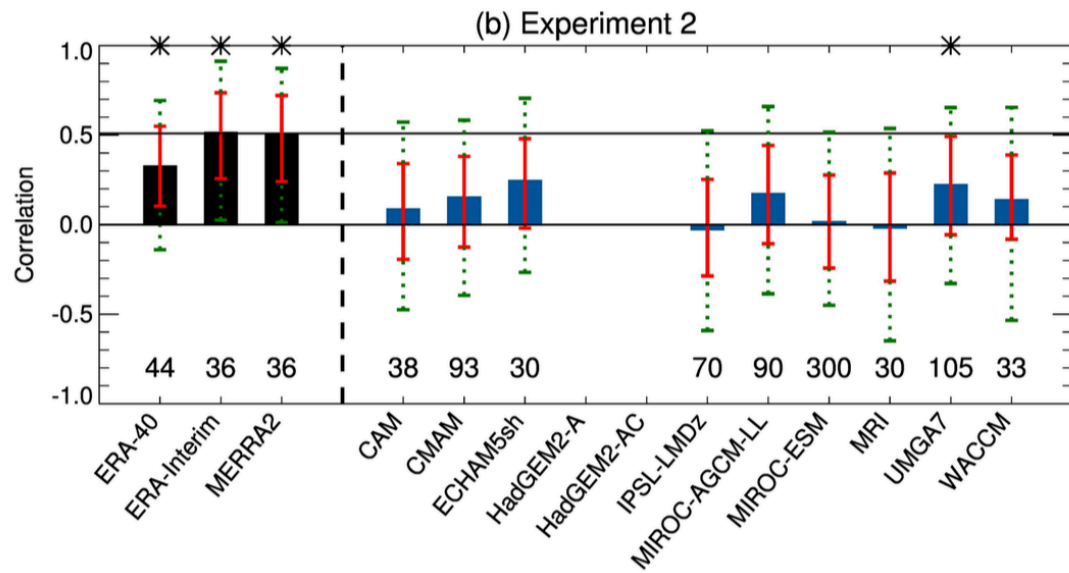 (b) Experiment 2
Correlation
1.0
0.5
0.0
-0.5
-1.0
44 36 36 38 93 30 70 90 300 30 105 33
ERA-40
ERA-Interim
MERRA2
CAM
CMAM
ECHAM5sh
HadGEM2-A
HadGEM2-AC
IPSL-LMDz
MIROC-AGCM-LL
MIROC-ESM
MRI
UMGA7
WACCM